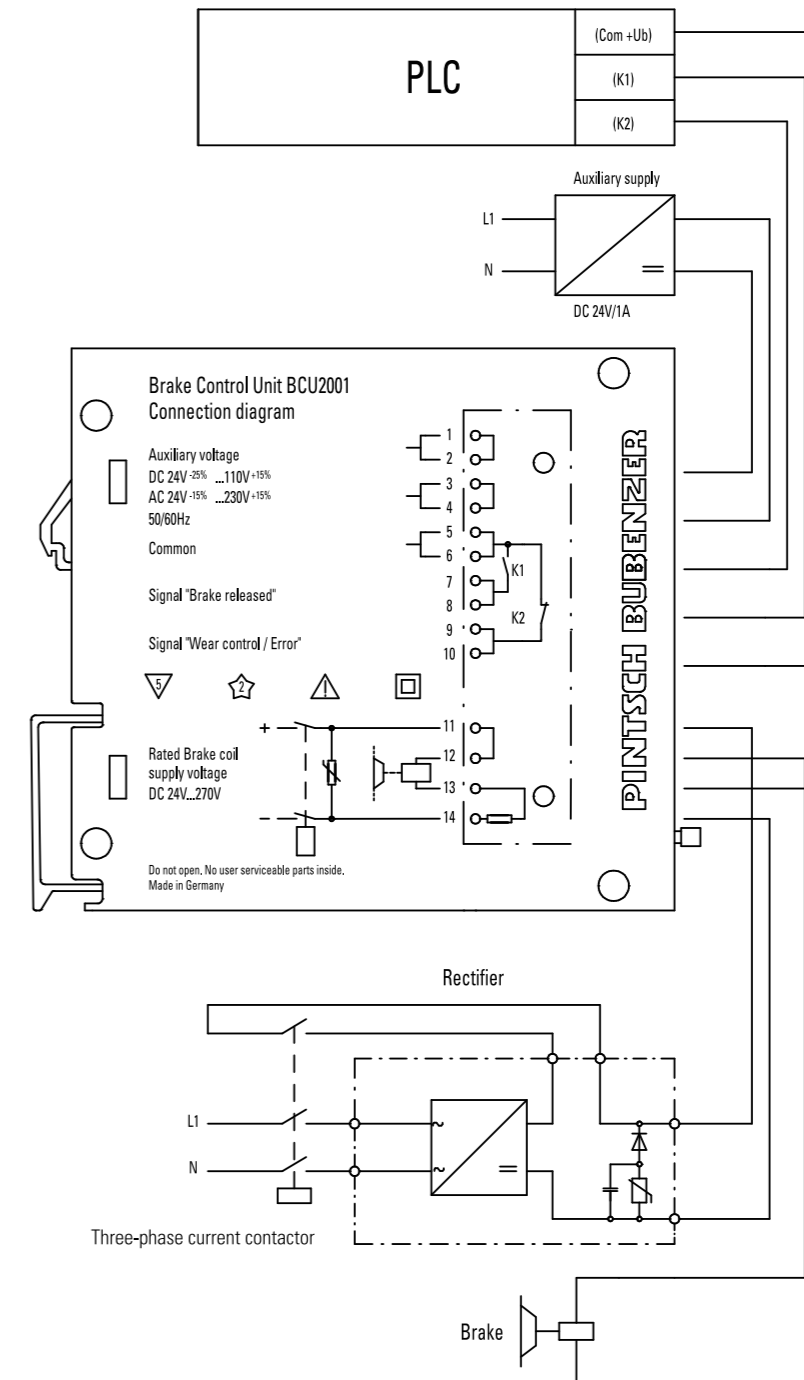 PLC
(Com +Ub)
(K1)
(K2)
Auxiliary supply
L1
N
DC 24V/1A
Brake Control Unit BCU2001
Connection diagram
Auxiliary voltage
DC 24V -25% ...110V +15%
AC 24V -15% ...230V +15%
50/60Hz
Common
Signal "Brake released"
Signal "Wear control / Error"
5
2
Rated Brake coil
supply voltage
DC 24V...270V
Do not open. No user serviceable parts inside.
Made in Germany
+
-
1
2
3
4
5
6
7
8
9
10
11
12
13
14
K1
K2
PINTSCH BUBENZER
Rectifier
L1
N
Three-phase current contactor
Brake